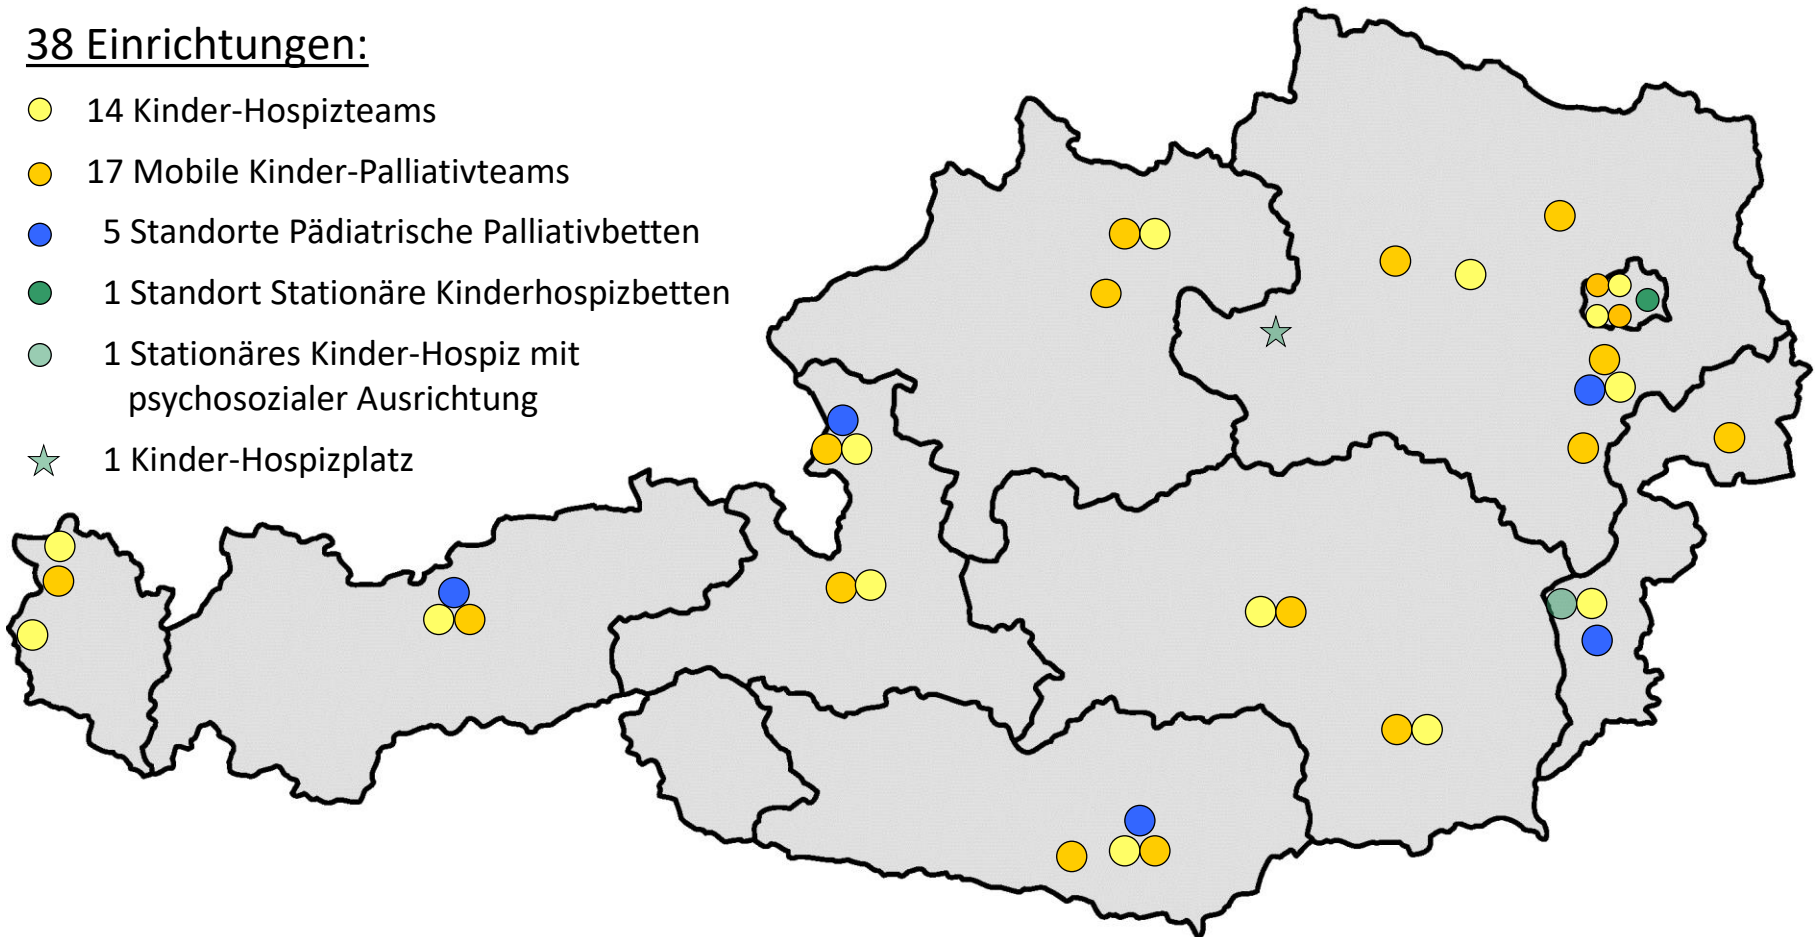 38 Einrichtungen:
14 Kinder-Hospizteams
17 Mobile Kinder-Palliativteams
5 Standorte Pädiatrische Palliativbetten
1 Standort Stationäre Kinderhospizbetten
1 Stationäres Kinder-Hospiz mit
psychosozialer Ausrichtung
1 Kinder-Hospizplatz